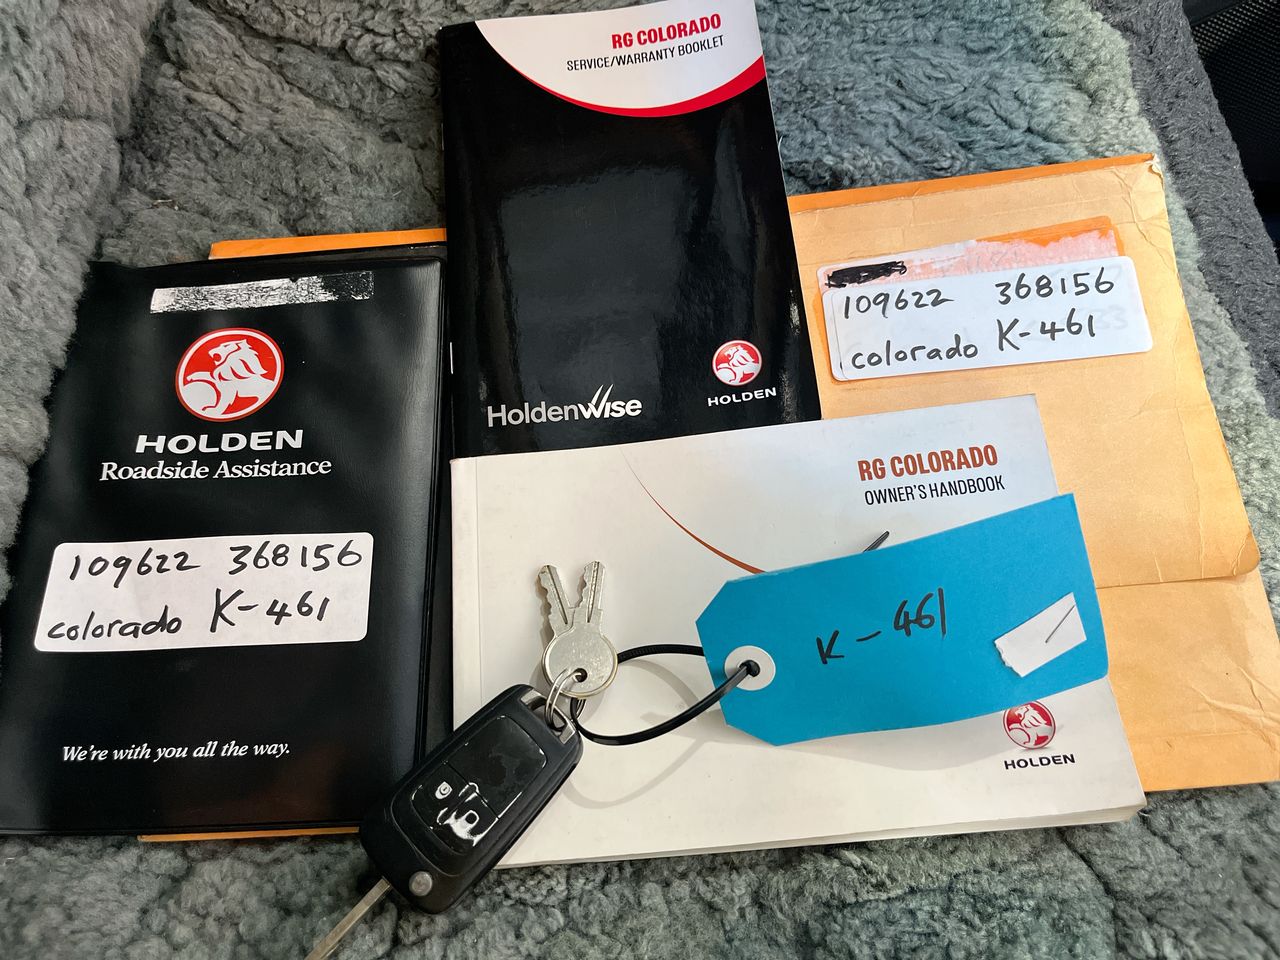 RG COLORADO
SERVICE/WARRANTY BOOKLET
HoldenWise
HOLDEN
109622 368156
colorado K-461
HOLDEN
Roadside Assistance
109622 368156
colorado K-461
We're with you all the way.
RG COLORADO
OWNER'S HANDBOOK
K-461
HOLDEN